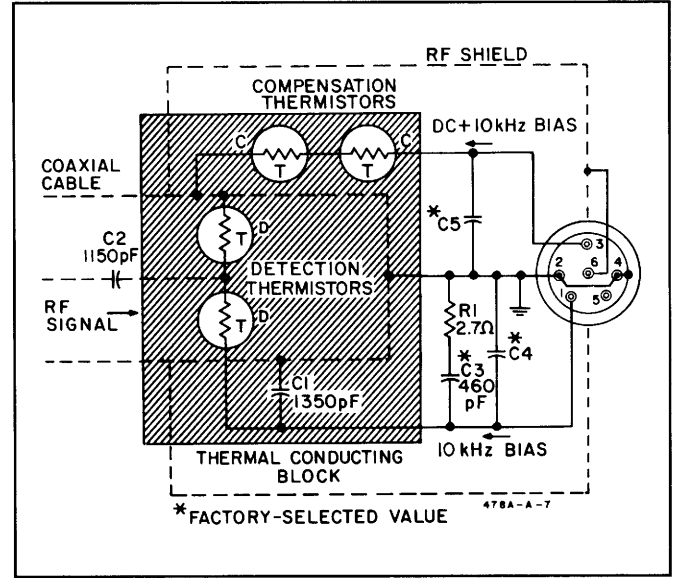 RF SHIELD
COMPENSATION
THERMISTORS
C
C
T
T
DC+10kHz BIAS
COAXIAL
CABLE
*C5
D
T
C2
1150pF
DETECTION
THERMISTORS
3
2
6
4
1
5
RF
SIGNAL
D
T
R1
2.7Ω
*C4
*
C3
460
pF
C1
1350pF
10 kHz BIAS
THERMAL CONDUCTING
BLOCK
*FACTORY-SELECTED VALUE
478A-A-7